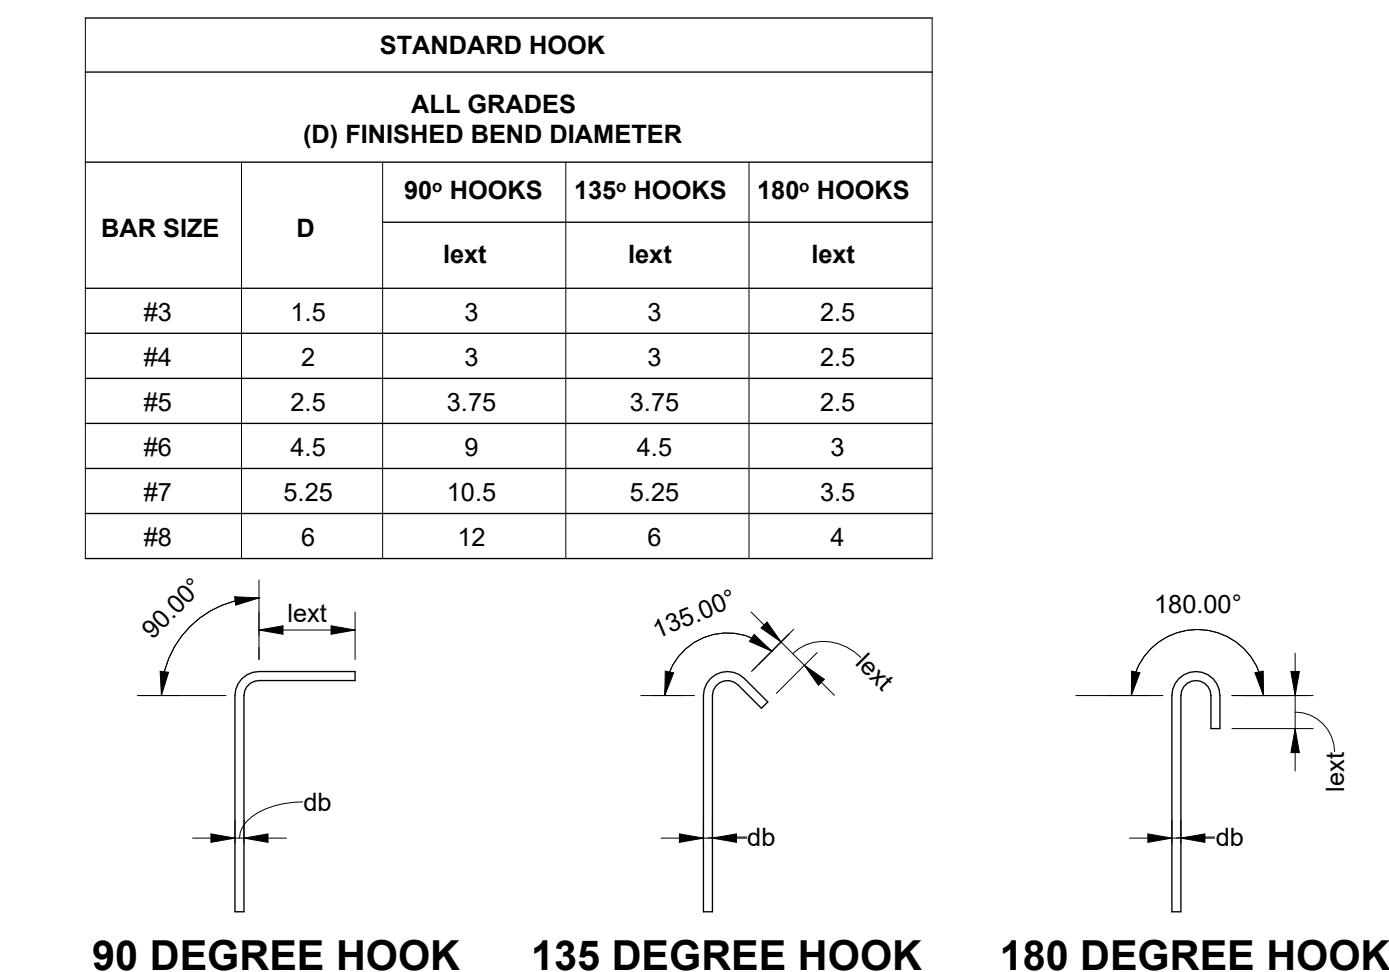 STANDARD HOOK
ALL GRADES
(D) FINISHED BEND DIAMETER
BAR SIZE D 90º HOOKS 135º HOOKS 180º HOOKS
lext lext lext
#3 1.5 3 3 2.5
#4 2 3 3 2.5
#5 2.5 3.75 3.75 2.5
#6 4.5 9 4.5 3
#7 5.25 10.5 5.25 3.5
#8 6 12 6 4
90.00°
lext
db
90 DEGREE HOOK
135.00°
lext
db
135 DEGREE HOOK
180.00°
lext
db
180 DEGREE HOOK